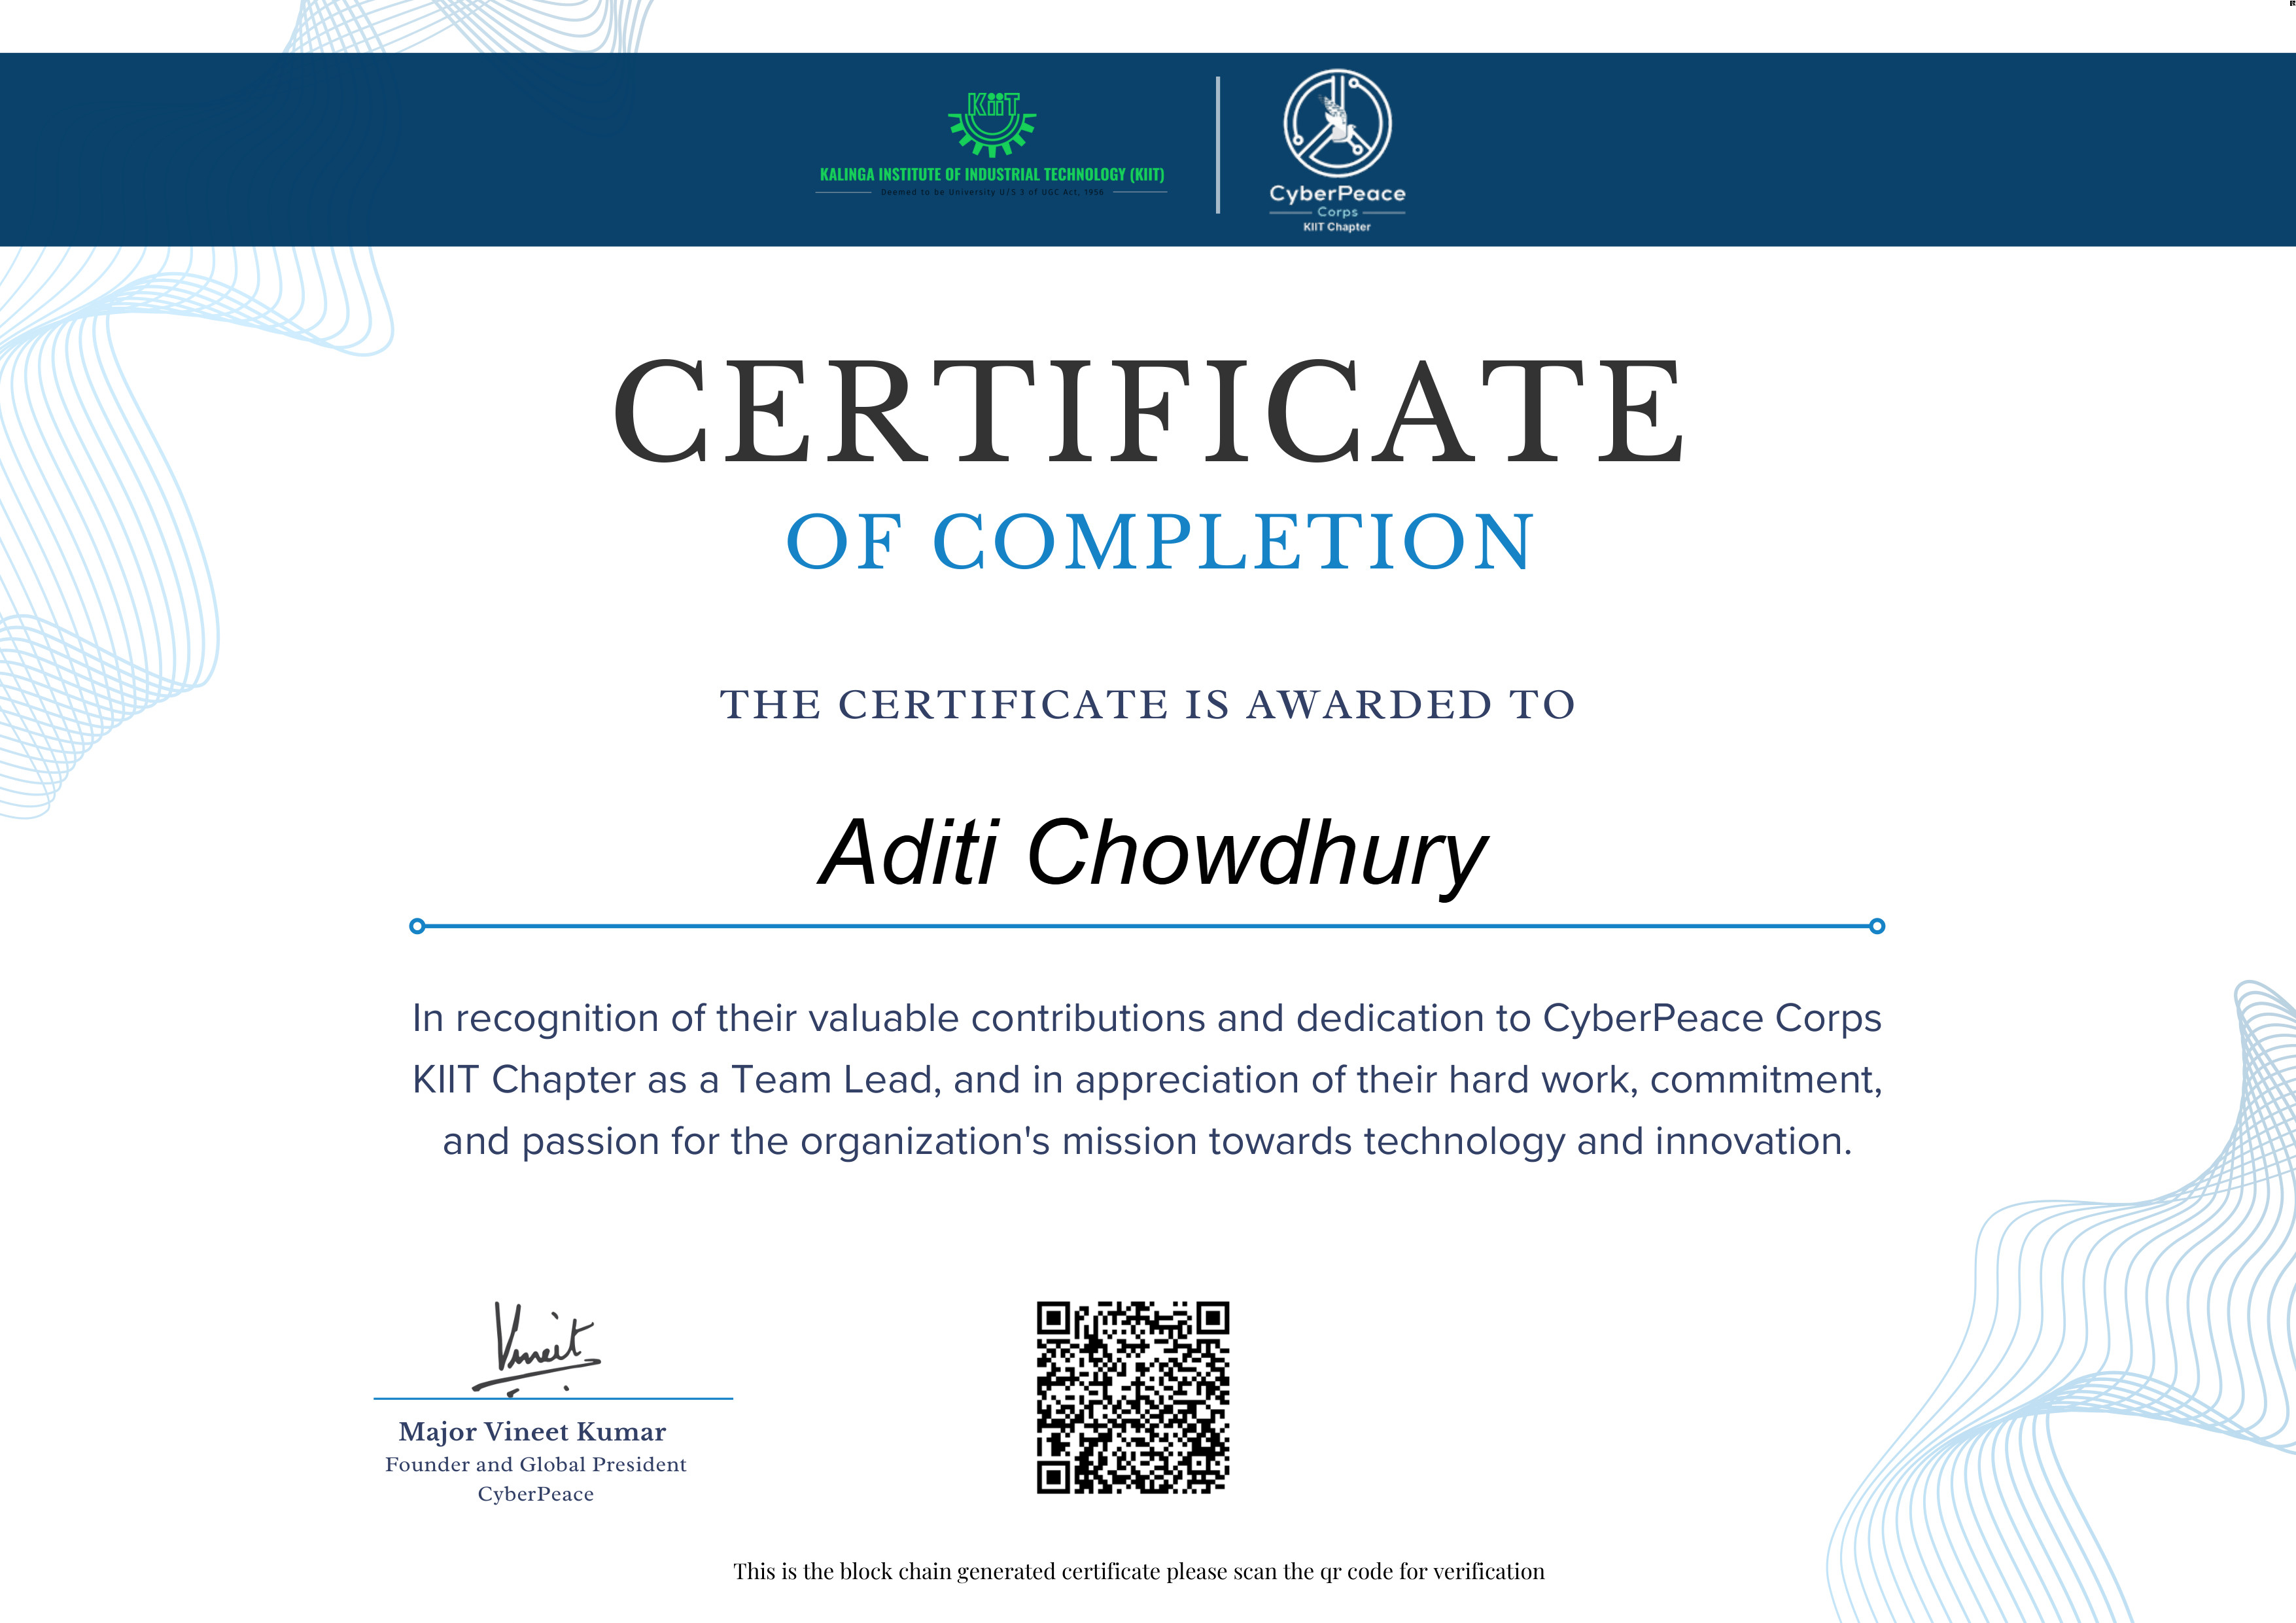 KiiT
KALINGA INSTITUTE OF INDUSTRIAL TECHNOLOGY (KIIT)
Deemed to be University U/S 3 of UGC Act, 1956
CyberPeace
Corps
KIIT Chapter
CERTIFICATE
OF COMPLETION
THE CERTIFICATE IS AWARDED TO
Aditi Chowdhury
In recognition of their valuable contributions and dedication to CyberPeace Corps
KIIT Chapter as a Team Lead, and in appreciation of their hard work, commitment,
and passion for the organization's mission towards technology and innovation.
Vineet
Major Vineet Kumar
Founder and Global President
CyberPeace
This is the block chain generated certificate please scan the qr code for verification